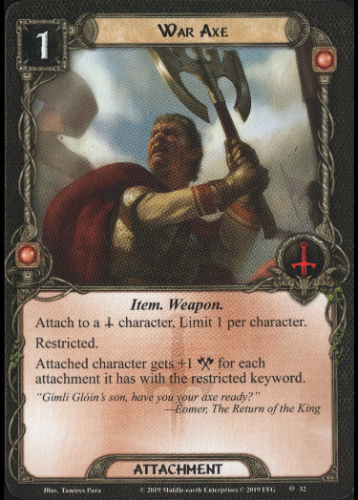 1
WAR AXE
Item. Weapon.
Attach to a character. Limit 1 per character.
Restricted.
Attached character gets +1 for each
attachment it has with the restricted keyword.
"Gimli Glóin's son, have you your axe ready?"
—Eomer, The Return of the King
Illus. Tamires Para © 2019 Middle-earth Enterprises © 2019 FFG 32
ATTACHMENT